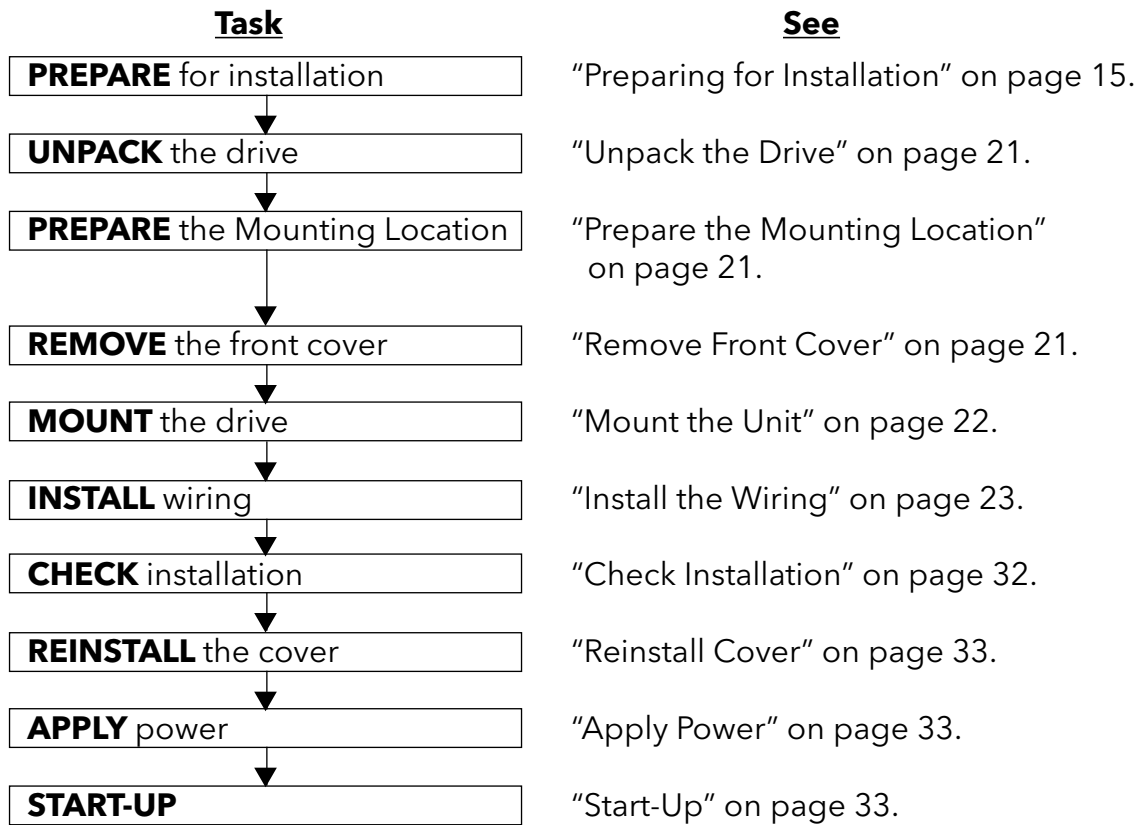 Task See
PREPARE for installation "Preparing for Installation" on page 15.
UNPACK the drive "Unpack the Drive" on page 21.
PREPARE the Mounting Location "Prepare the Mounting Location"
on page 21.
REMOVE the front cover "Remove Front Cover" on page 21.
MOUNT the drive "Mount the Unit" on page 22.
INSTALL wiring "Install the Wiring" on page 23.
CHECK installation "Check Installation" on page 32.
REINSTALL the cover "Reinstall Cover" on page 33.
APPLY power "Apply Power" on page 33.
START-UP "Start-Up" on page 33.